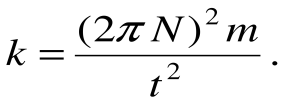 k = (2πN)² m / t² .